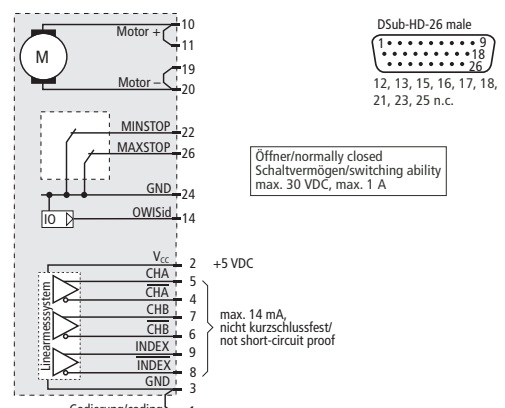 Motor + 10
11
M
19
Motor – 20
MINSTOP 22
MAXSTOP 26
GND 24
IO OWISid 14
VCC 2 +5 VDC
CHA 5
CHA 4
CHB 7
CHB 6
INDEX 9
INDEX 8
GND 3
Linearmesssystem
Codierung/coding 1
max. 14 mA,
nicht kurzschlussfest/
not short-circuit proof
DSub-HD-26 male
1 9
18
26
12, 13, 15, 16, 17, 18,
21, 23, 25 n.c.
Öffner/normally closed
Schaltvermögen/switching ability
max. 30 VDC, max. 1 A